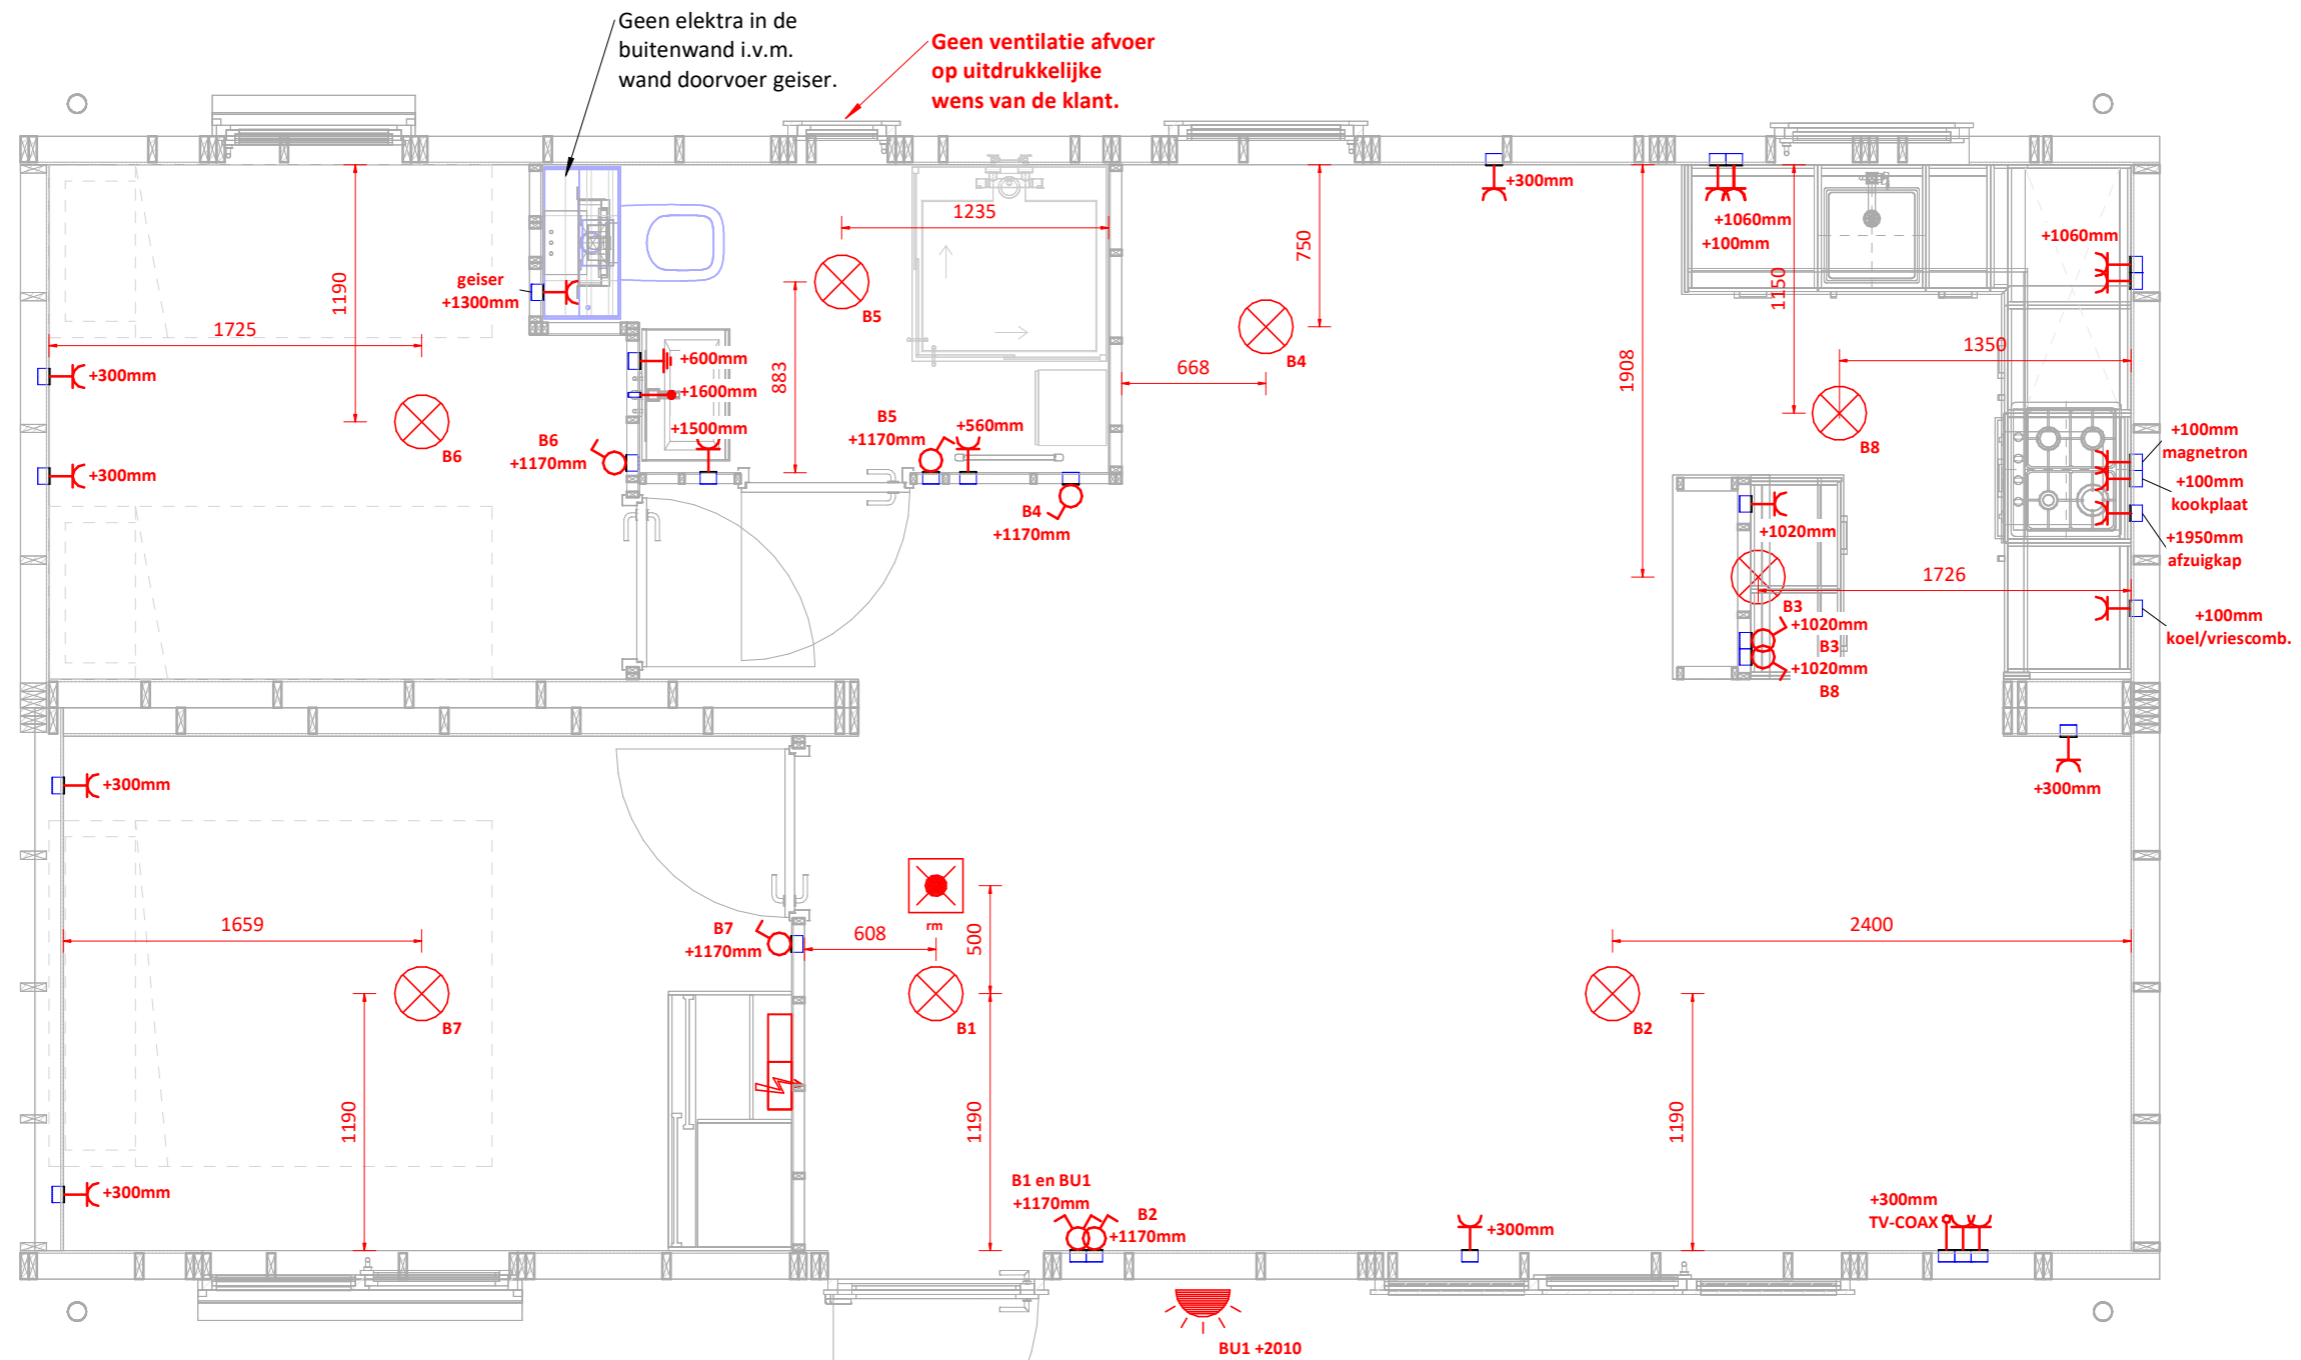 Geen elektra in de
buitenwand i.v.m.
wand doorvoer geiser.
Geen ventilatie afvoer
op uitdrukkelijke
wens van de klant.
+300mm
+1060mm
+100mm
+1060mm
1235
750
1190
1150
geiser
+1300mm
B5
1725
B4
1350
+600mm
668
1908
883
+300mm
+1600mm
B5
+1170mm
+560mm
+1500mm
B6
+1170mm
B6
B8
+100mm
magnetron
+300mm
+100mm
kookplaat
B4
+1170mm
+1020mm
+1950mm
afzuigkap
1726
B3
+1020mm
B3
+1020mm
B8
+100mm
koel/vriescomb.
+300mm
+300mm
rm
1659
B7
+1170mm
608
500
2400
B7
B1
B2
1190
1190
1190
+300mm
B1 en BU1
+1170mm
B2
+1170mm
+300mm
+300mm
TV-COAX
BU1 +2010